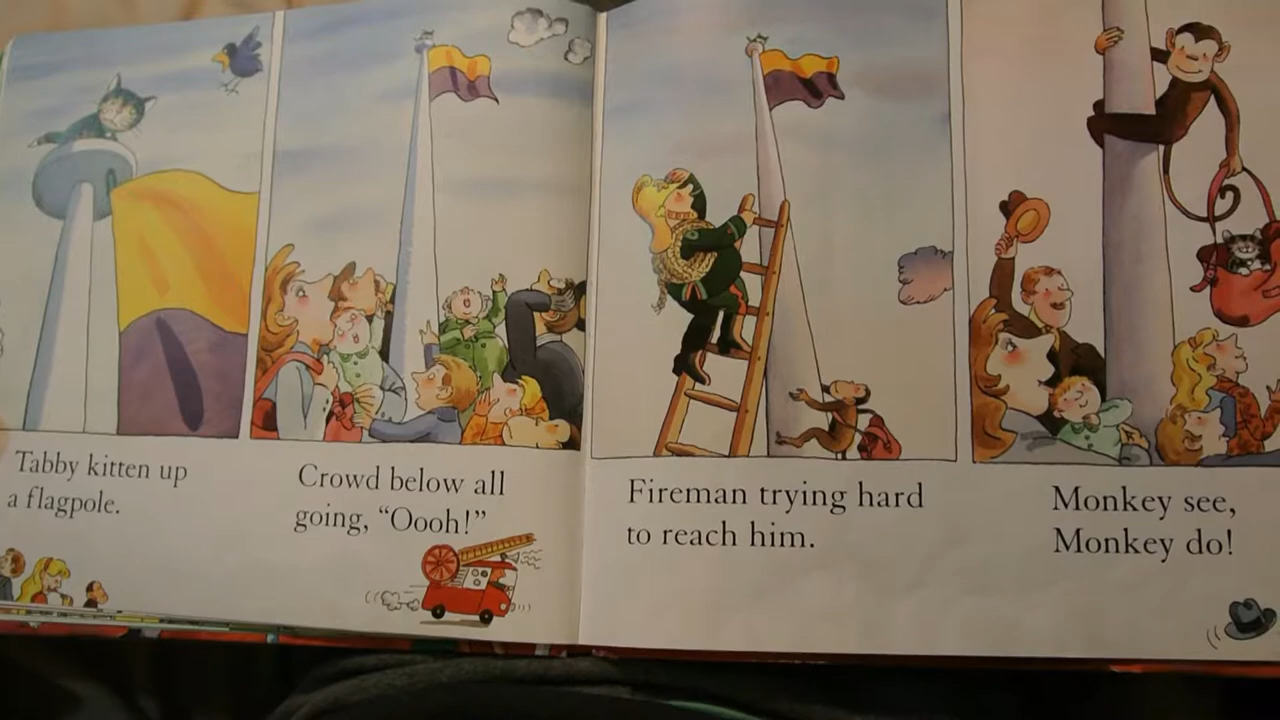 Tabby kitten up
a flagpole.
Crowd below all
going, “Oooh!”
Fireman trying hard
to reach him.
Monkey see,
Monkey do!